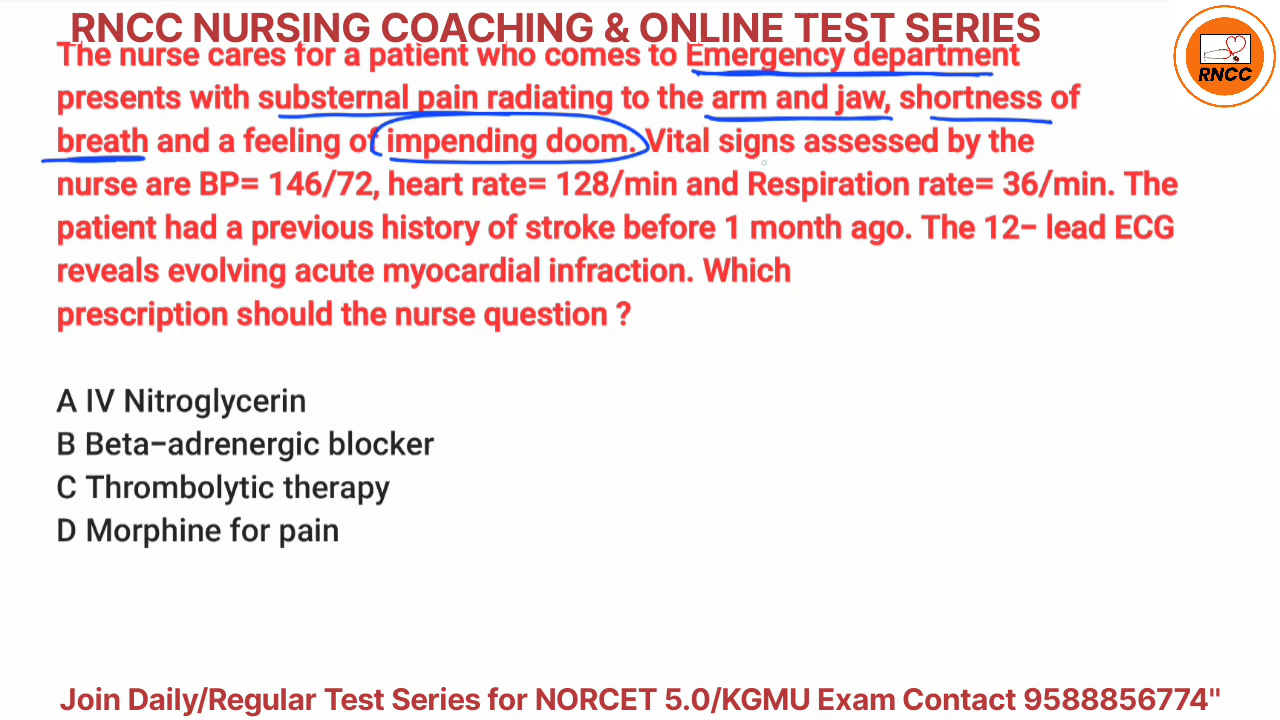 RNCC NURSING COACHING & ONLINE TEST SERIES
RNCC
The nurse cares for a patient who comes to Emergency department
presents with substernal pain radiating to the arm and jaw, shortness of
breath and a feeling of impending doom. Vital signs assessed by the
nurse are BP= 146/72, heart rate= 128/min and Respiration rate= 36/min. The
patient had a previous history of stroke before 1 month ago. The 12− lead ECG
reveals evolving acute myocardial infraction. Which
prescription should the nurse question ?
A IV Nitroglycerin
B Beta−adrenergic blocker
C Thrombolytic therapy
D Morphine for pain
Join Daily/Regular Test Series for NORCET 5.0/KGMU Exam Contact 9588856774"